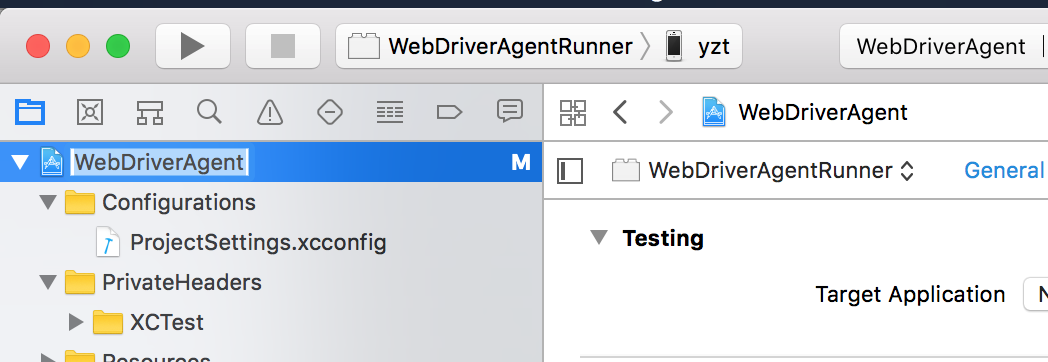 WebDriverAgentRunner
yzt
WebDriverAgent
WebDriverAgent
WebDriverAgent M
WebDriverAgentRunner
General
Configurations
ProjectSettings.xcconfig
Testing
PrivateHeaders
Target Application
XCTest
Resources